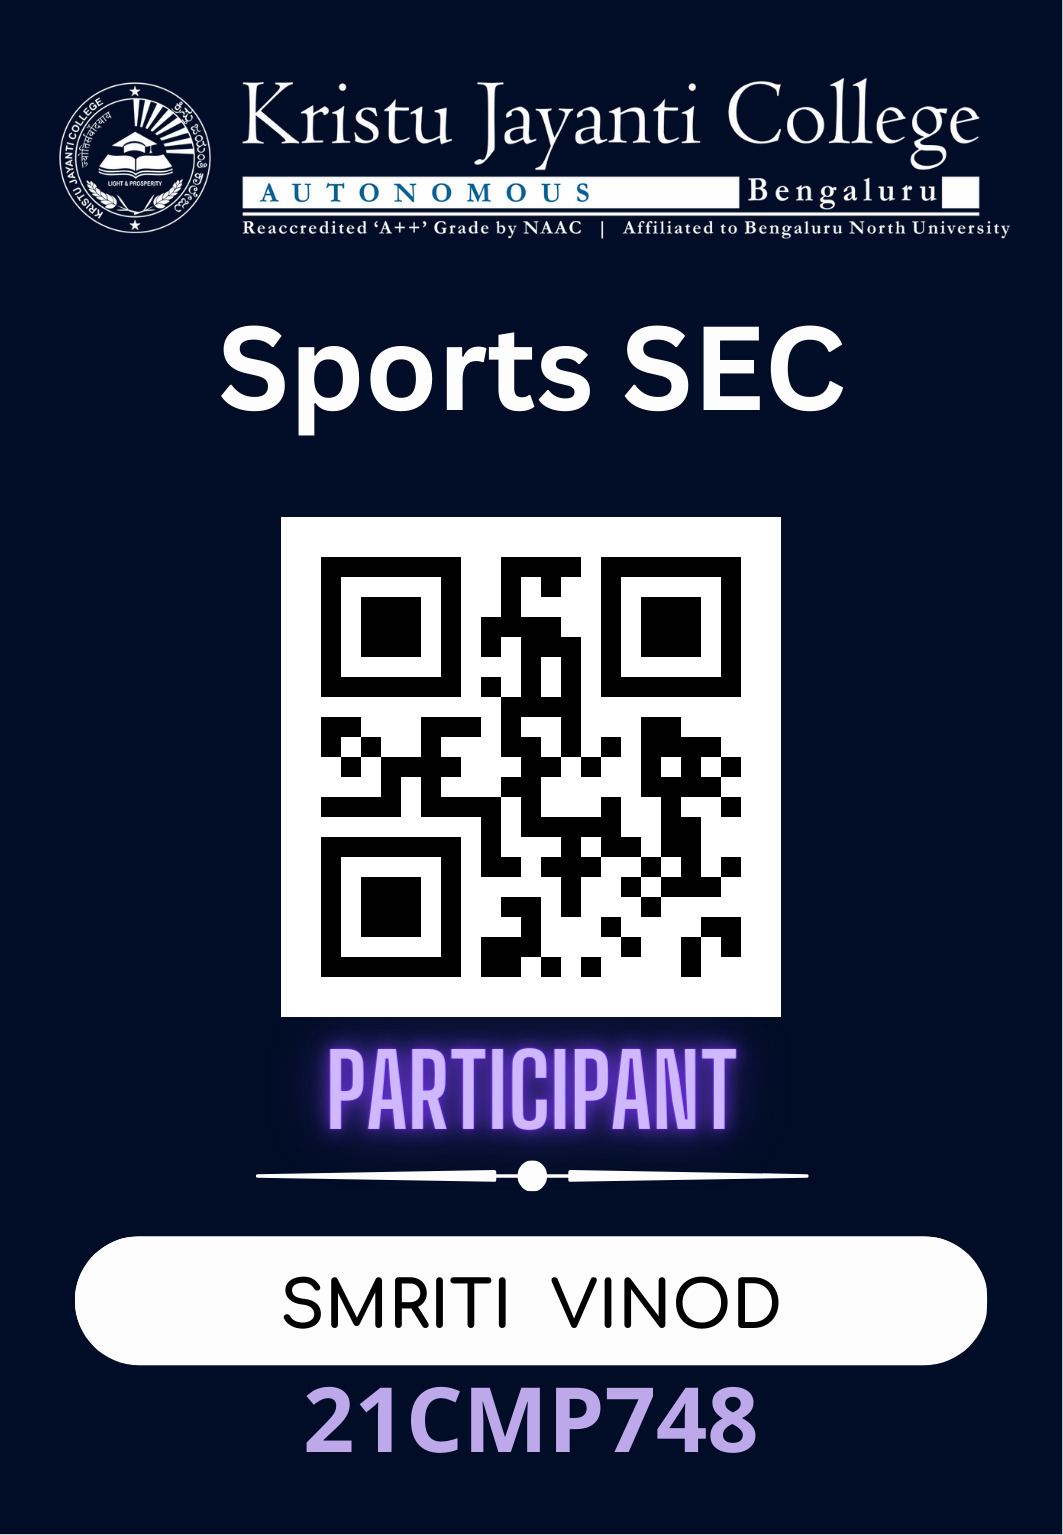 KRISTU JAYANTI COLLEGE
ಕ್ರಿಸ್ತು ಜಯಂತಿ ಕಾಲೇಜು
LIGHT & PROSPERITY
Kristu Jayanti College
AUTONOMOUS Bengaluru
Reaccredited ‘A++’ Grade by NAAC | Affiliated to Bengaluru North University
Sports SEC
PARTICIPANT
SMRITI VINOD
21CMP748